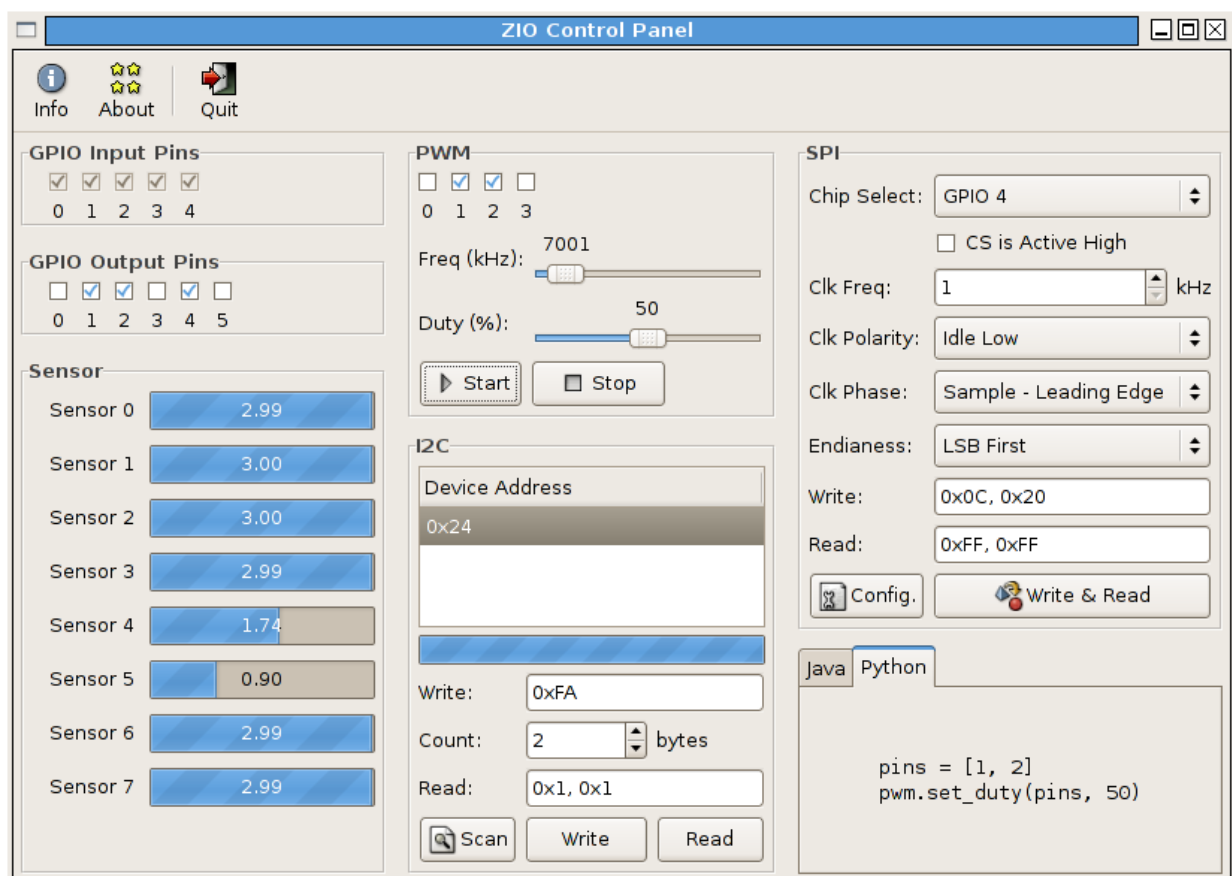 ZIO Control Panel
Info About Quit
GPIO Input Pins
0 1 2 3 4
GPIO Output Pins
0 1 2 3 4 5
Sensor
Sensor 0 2.99
Sensor 1 3.00
Sensor 2 3.00
Sensor 3 2.99
Sensor 4 1.74
Sensor 5 0.90
Sensor 6 2.99
Sensor 7 2.99
PWM
0 1 2 3
7001
Freq (kHz):
50
Duty (%):
Start Stop
I2C
Device Address
0x24
Write: 0xFA
Count: 2 bytes
Read: 0x1, 0x1
Scan Write Read
SPI
Chip Select: GPIO 4
CS is Active High
Clk Freq: 1 kHz
Clk Polarity: Idle Low
Clk Phase: Sample - Leading Edge
Endianess: LSB First
Write: 0x0C, 0x20
Read: 0xFF, 0xFF
Config. Write & Read
Java Python
pins = [1, 2]
pwm.set_duty(pins, 50)